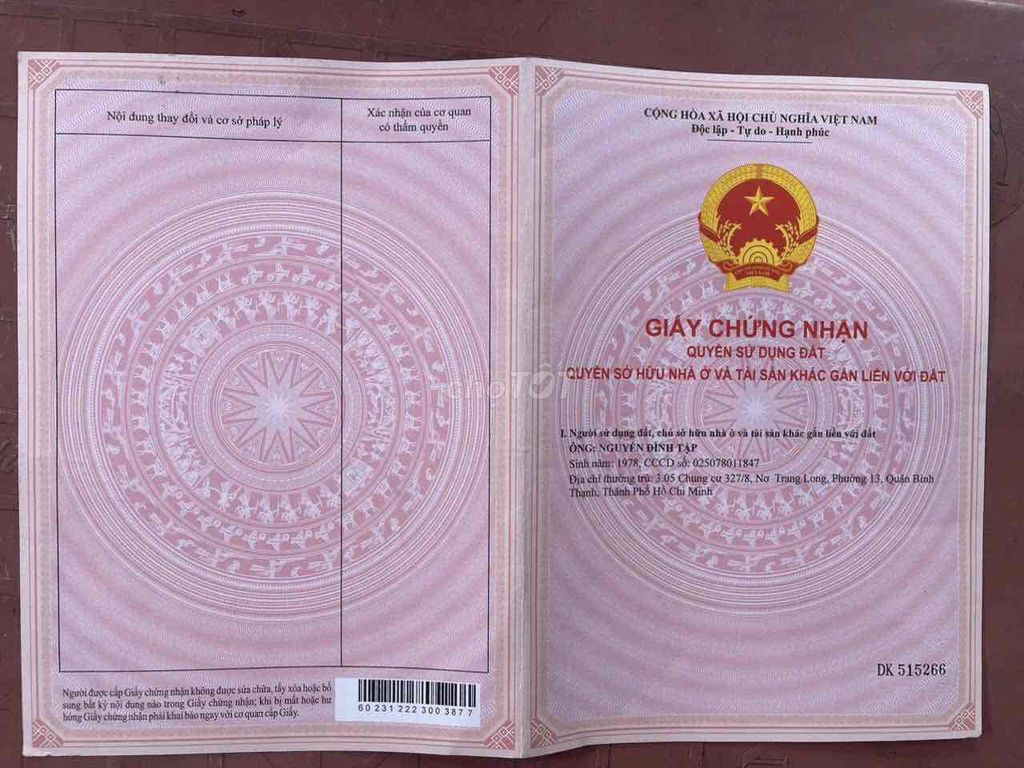 Nội dung thay đổi và cơ sở pháp lý
Xác nhận của cơ quan
có thẩm quyền
Người được cấp Giấy chứng nhận không được sửa chữa, tẩy xóa hoặc bổ
sung bất kỳ nội dung nào trong Giấy chứng nhận; khi bị mất hoặc hư
hỏng Giấy chứng nhận phải khai báo ngay với cơ quan cấp Giấy.
60 231 222 300 387 7
CỘNG HÒA XÃ HỘI CHỦ NGHĨA VIỆT NAM
Độc lập - Tự do - Hạnh phúc
GIẤY CHỨNG NHẬN
QUYỀN SỬ DỤNG ĐẤT
QUYỀN SỞ HỮU NHÀ Ở VÀ TÀI SẢN KHÁC GẮN LIỀN VỚI ĐẤT
choTỐT
I. Người sử dụng đất, chủ sở hữu nhà ở và tài sản khác gắn liền với đất
ÔNG: NGUYỄN ĐÌNH TẬP
Sinh năm: 1978, CCCD số: 025078011847
Địa chỉ thường trú: 3.05 Chung cư 327/8, Nơ Trang Long, Phường 13, Quận Bình
Thạnh, Thành Phố Hồ Chí Minh
DK 515266